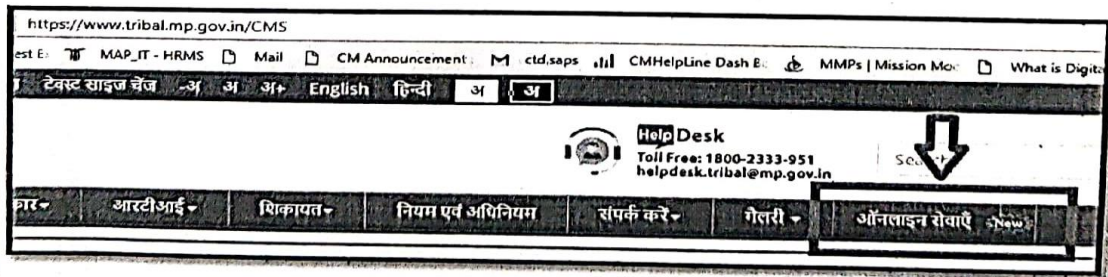 https://www.tribal.mp.gov.in/CMS
est E MAP_IT - HRMS Mail CM Announcement M ctd,saps CMHelpLine Dash B MMPs | Mission Mo What is Digit
टेक्स्ट साइज चेंज -अ अ अ+ English हिन्दी अ अ
Help Desk
Toll Free: 1800-2333-951
helpdesk.tribal@mp.gov.in
कार आरटीआई शिकायत नियम एवं अधिनियम संपर्क करें गैलरी ऑनलाइन सेवाएँ New